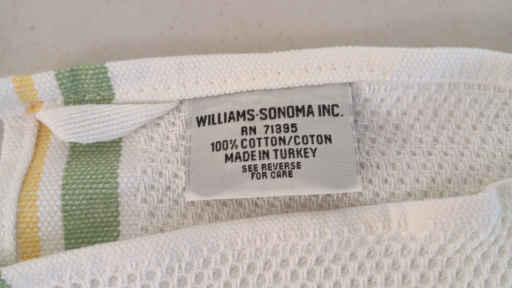 WILLIAMS-SONOMA INC.
RN 71395
100% COTTON/COTON
MADE IN TURKEY
SEE REVERSE
FOR CARE